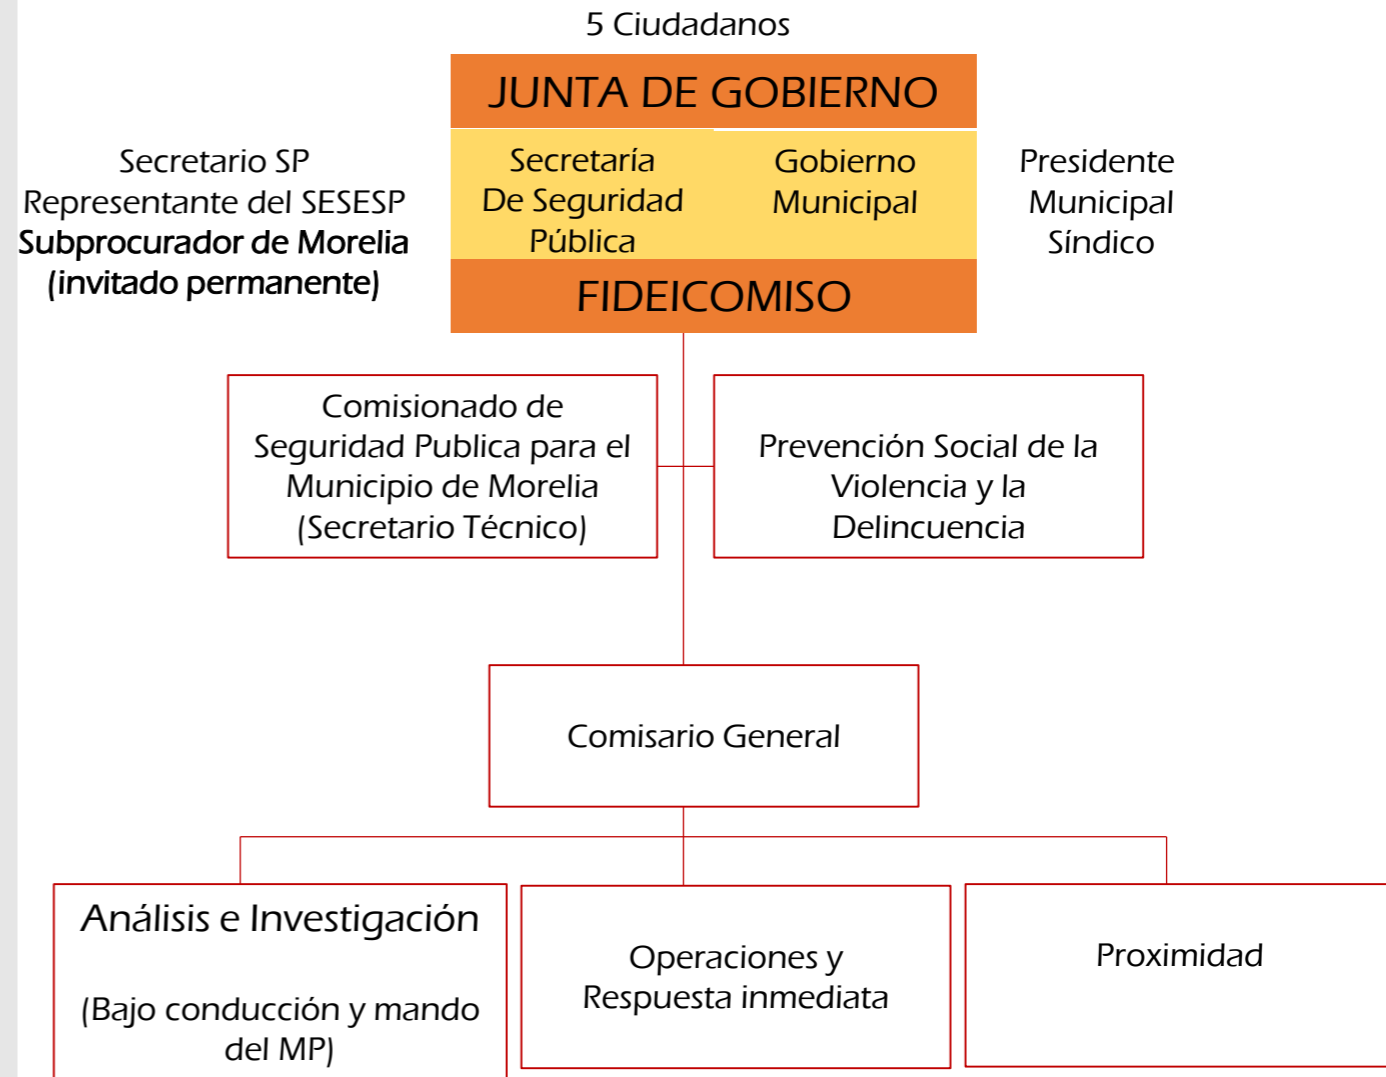 5 Ciudadanos
JUNTA DE GOBIERNO
Secretario SP
Representante del SESESP
Subprocurador de Morelia
(invitado permanente)
Secretaría
De Seguridad
Pública
Gobierno
Municipal
Presidente
Municipal
Síndico
FIDEICOMISO
Comisionado de
Seguridad Publica para el
Municipio de Morelia
(Secretario Técnico)
Prevención Social de la
Violencia y la
Delincuencia
Comisario General
Análisis e Investigación
(Bajo conducción y mando
del MP)
Operaciones y
Respuesta inmediata
Proximidad